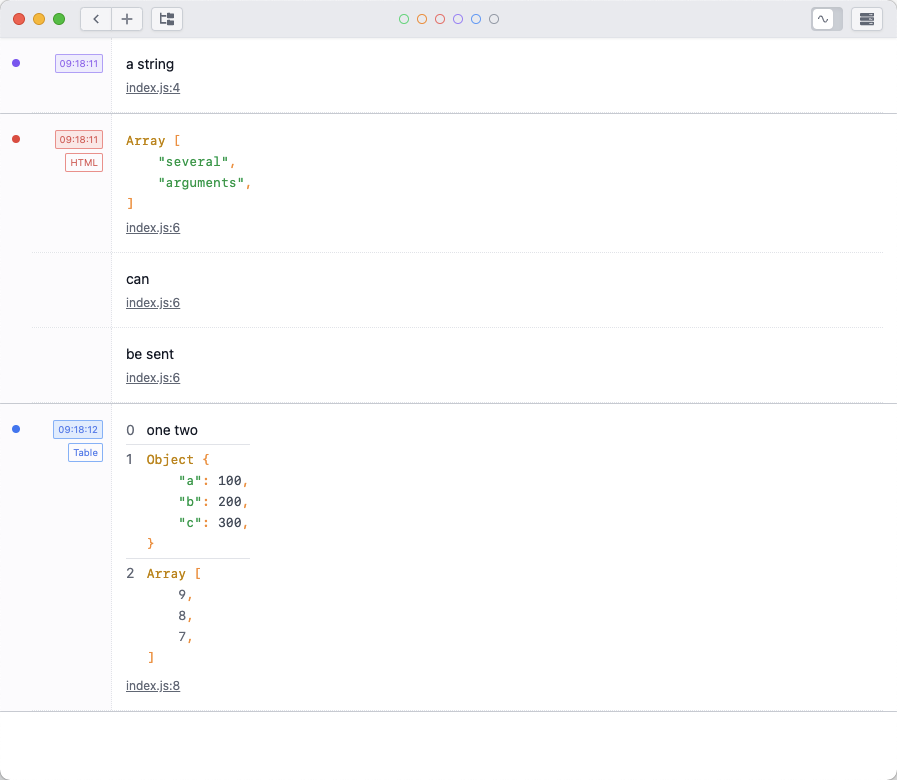 09:18:11
a string
index.js:4
09:18:11
HTML
Array [
"several",
"arguments",
]
index.js:6
can
index.js:6
be sent
index.js:6
09:18:12
Table
0 one two
1 Object {
"a": 100,
"b": 200,
"c": 300,
}
2 Array [
9,
8,
7,
]
index.js:8